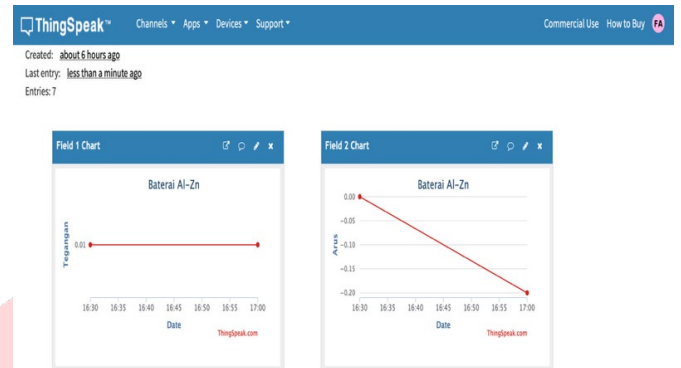 ThingSpeak™ Channels Apps Devices Support Commercial Use How to Buy FA
Created: about 6 hours ago
Last entry: less than a minute ago
Entries: 7
Field 1 Chart
Baterai Al-Zn
Tegangan
0.01
16:30 16:35 16:40 16:45 16:50 16:55 17:00
Date
ThingSpeak.com
Field 2 Chart
Baterai Al-Zn
Arus
0.00
-0.05
-0.10
-0.15
-0.20
16:30 16:35 16:40 16:45 16:50 16:55 17:00
Date
ThingSpeak.com